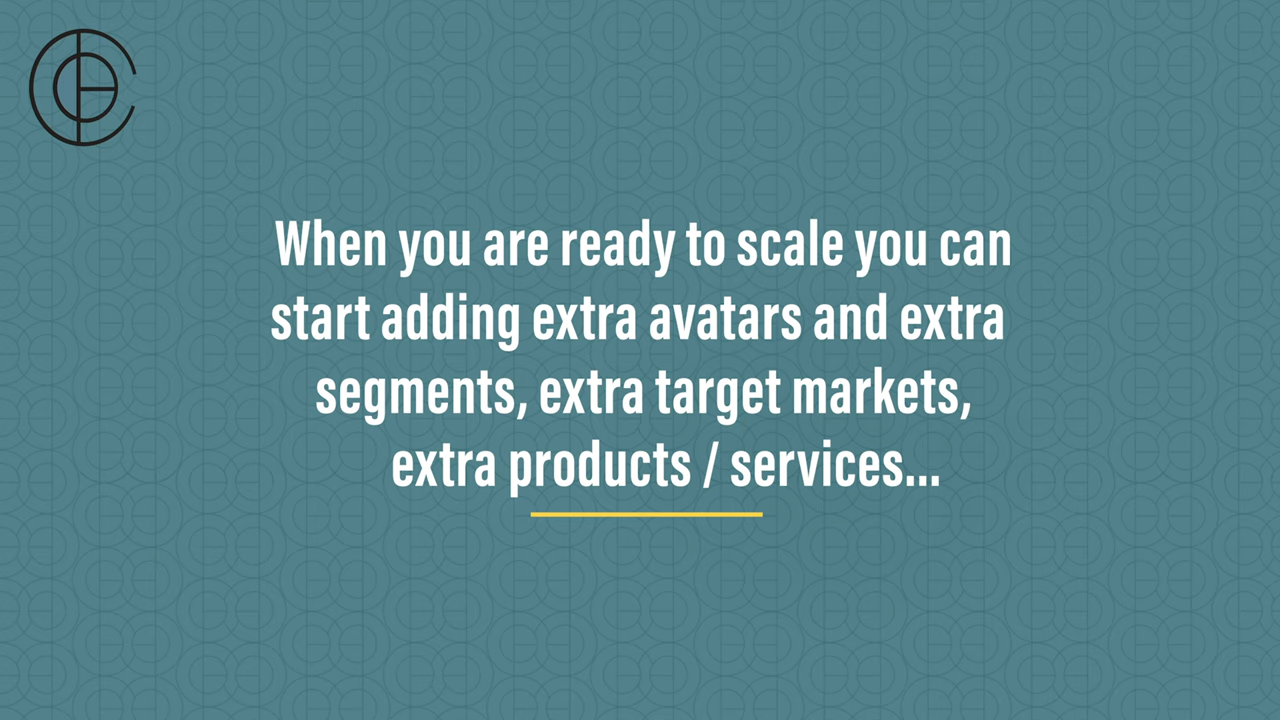 When you are ready to scale you can
start adding extra avatars and extra
segments, extra target markets,
extra products / services...